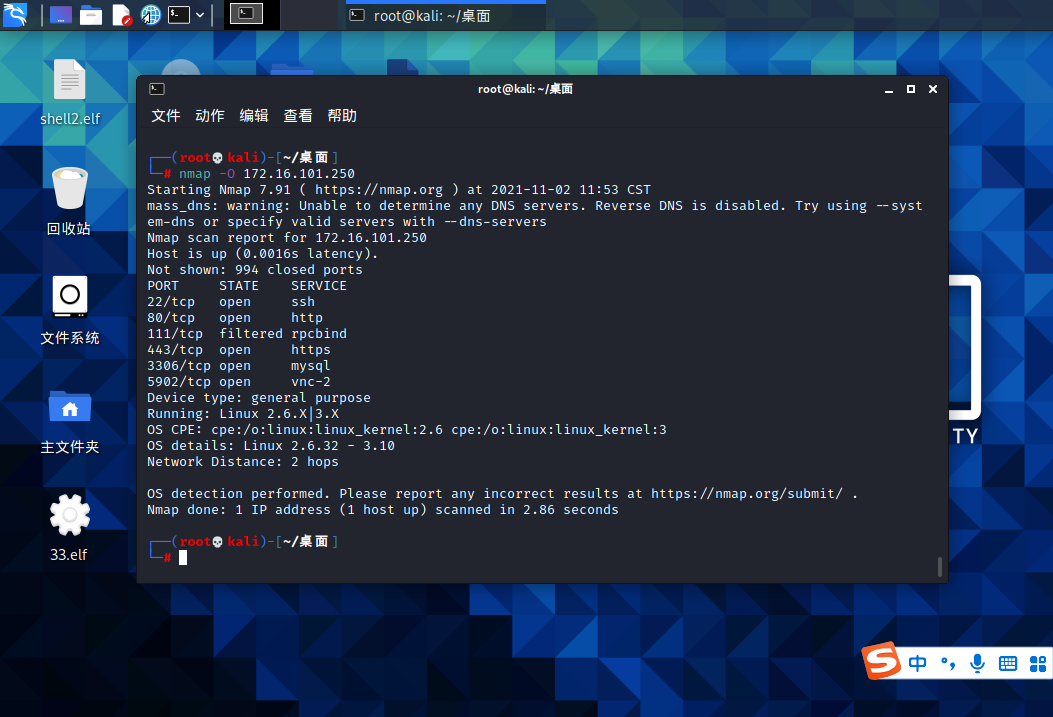 root@kali: ~/桌面
shell2.elf
回收站
文件系统
主文件夹
33.elf
root@kali: ~/桌面
文件 动作 编辑 查看 帮助
┌──(root💀kali)-[~/桌面]
└─# nmap -O 172.16.101.250
Starting Nmap 7.91 ( https://nmap.org ) at 2021-11-02 11:53 CST
mass_dns: warning: Unable to determine any DNS servers. Reverse DNS is disabled. Try using --syst
em-dns or specify valid servers with --dns-servers
Nmap scan report for 172.16.101.250
Host is up (0.0016s latency).
Not shown: 994 closed ports
PORT     STATE    SERVICE
22/tcp   open     ssh
80/tcp   open     http
111/tcp  filtered rpcbind
443/tcp  open     https
3306/tcp open     mysql
5902/tcp open     vnc-2
Device type: general purpose
Running: Linux 2.6.X|3.X
OS CPE: cpe:/o:linux:linux_kernel:2.6 cpe:/o:linux:linux_kernel:3
OS details: Linux 2.6.32 - 3.10
Network Distance: 2 hops
OS detection performed. Please report any incorrect results at https://nmap.org/submit/ .
Nmap done: 1 IP address (1 host up) scanned in 2.86 seconds
┌──(root💀kali)-[~/桌面]
└─#
TY
S 中